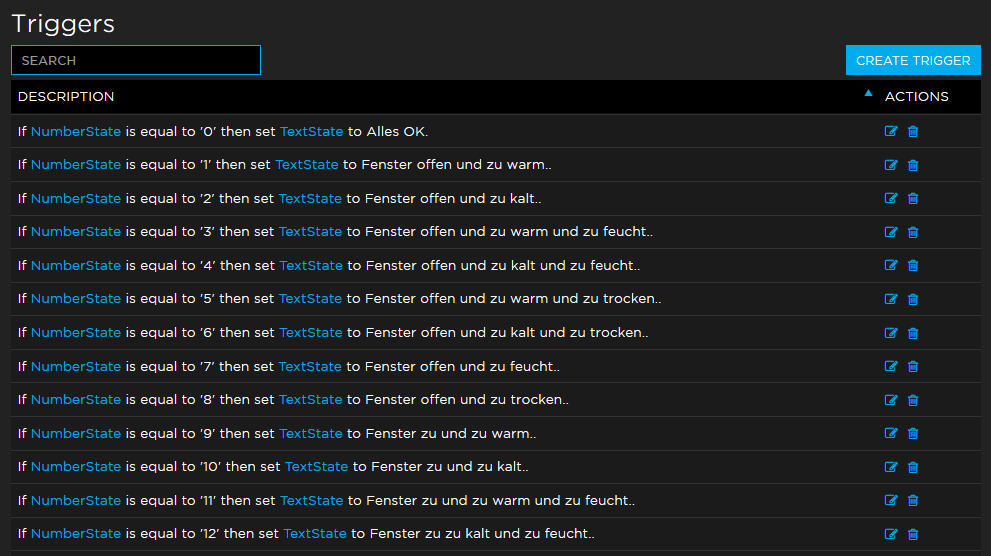 Triggers
SEARCH
CREATE TRIGGER
DESCRIPTION ACTIONS
If NumberState is equal to '0' then set TextState to Alles OK.
If NumberState is equal to '1' then set TextState to Fenster offen und zu warm..
If NumberState is equal to '2' then set TextState to Fenster offen und zu kalt..
If NumberState is equal to '3' then set TextState to Fenster offen und zu warm und zu feucht..
If NumberState is equal to '4' then set TextState to Fenster offen und zu kalt und zu feucht..
If NumberState is equal to '5' then set TextState to Fenster offen und zu warm und zu trocken..
If NumberState is equal to '6' then set TextState to Fenster offen und zu kalt und zu trocken..
If NumberState is equal to '7' then set TextState to Fenster offen und zu feucht..
If NumberState is equal to '8' then set TextState to Fenster offen und zu trocken..
If NumberState is equal to '9' then set TextState to Fenster zu und zu warm..
If NumberState is equal to '10' then set TextState to Fenster zu und zu kalt..
If NumberState is equal to '11' then set TextState to Fenster zu und zu warm und zu feucht..
If NumberState is equal to '12' then set TextState to Fenster zu zu kalt und zu feucht..